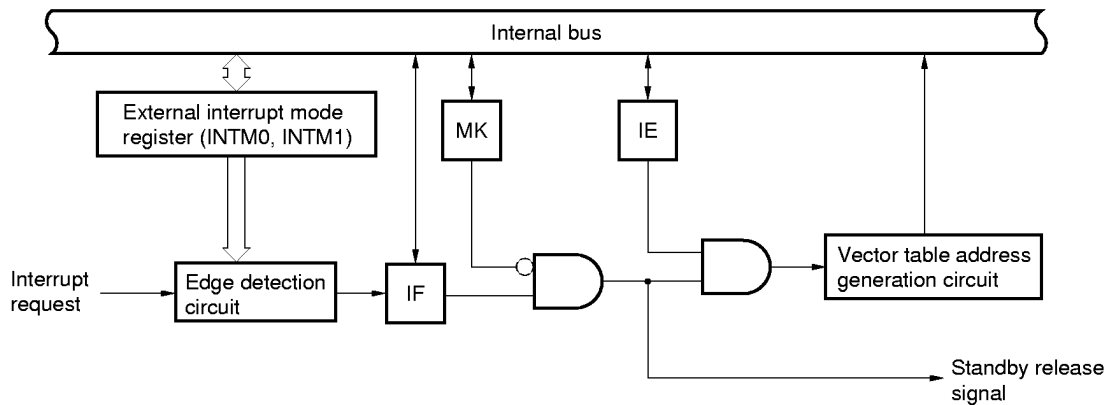 Internal bus
External interrupt mode
register (INTM0, INTM1)
MK
IE
Interrupt
request
Edge detection
circuit
IF
Vector table address
generation circuit
Standby release
signal